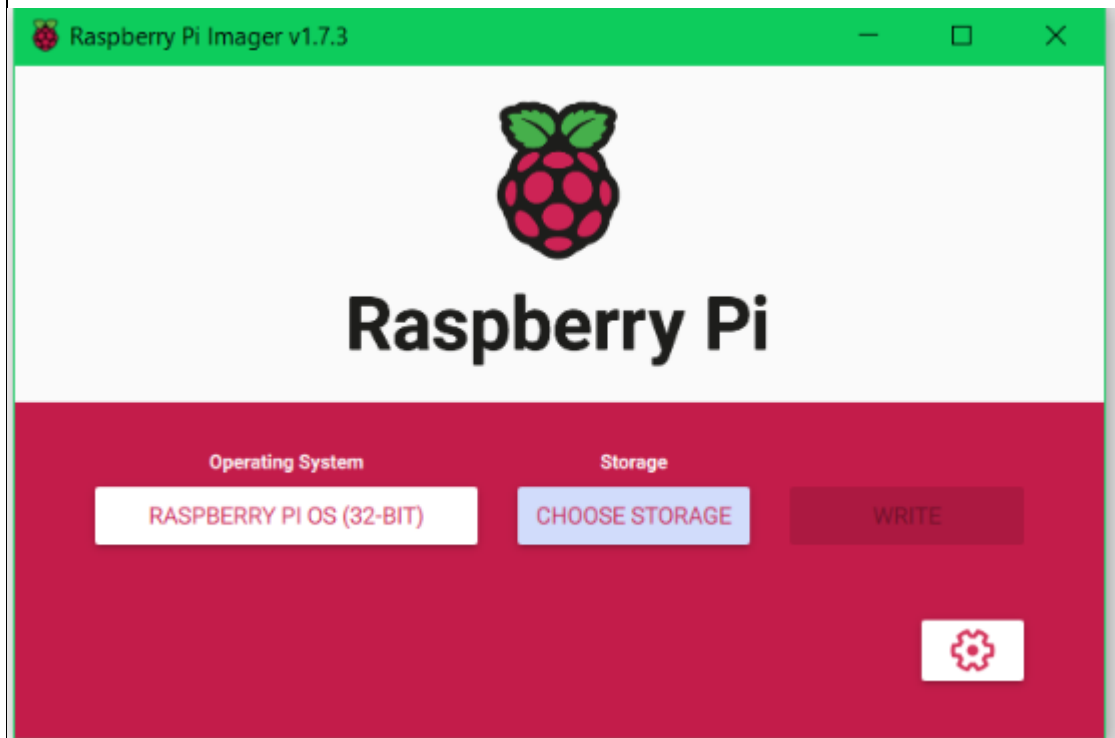 Raspberry Pi Imager v1.7.3
Raspberry Pi
Operating System
Storage
RASPBERRY PI OS (32-BIT)
CHOOSE STORAGE
WRITE